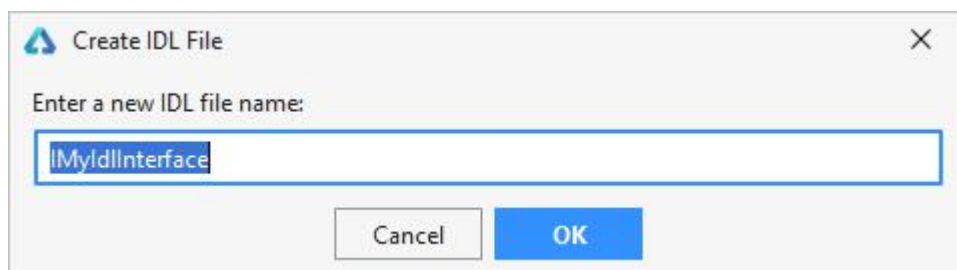 Create IDL File
Enter a new IDL file name:
IMyIdlInterface
Cancel
OK